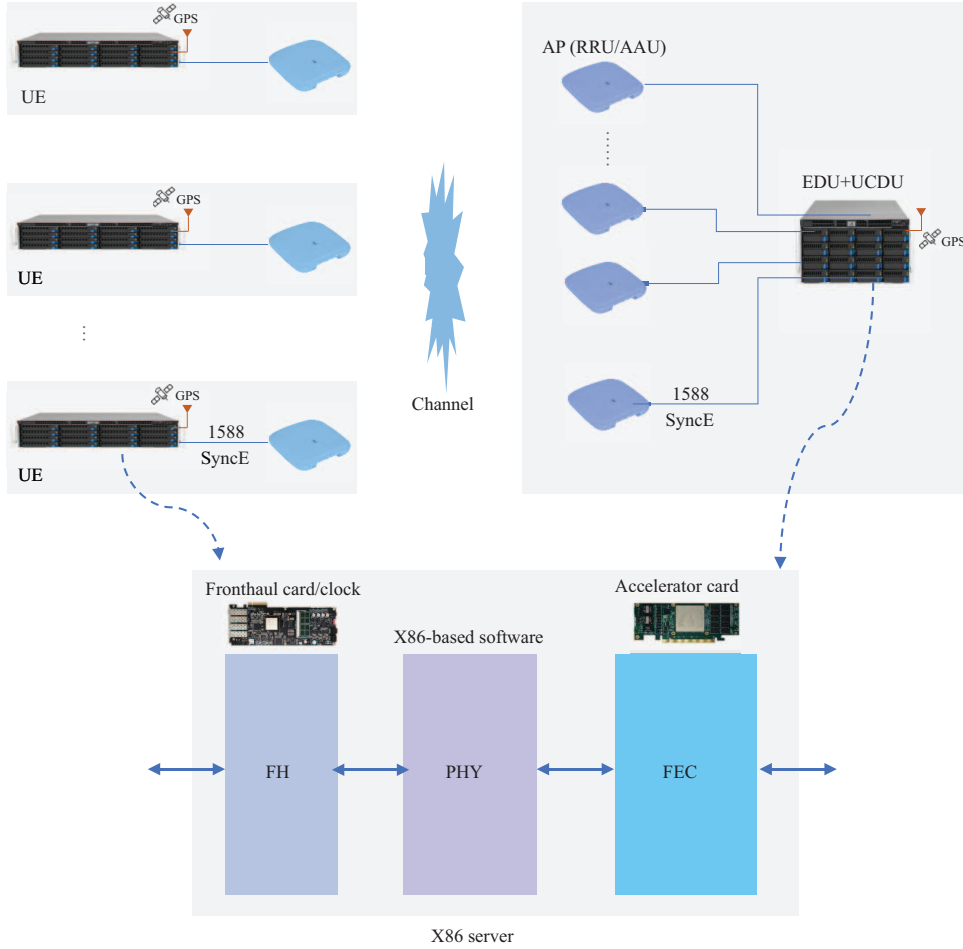 GPS
UE
GPS
UE
GPS
1588
SyncE
UE
Channel
AP (RRU/AAU)
EDU+UCDU
GPS
1588
SyncE
Fronthaul card/clock
X86-based software
Accelerator card
FH
PHY
FEC
X86 server